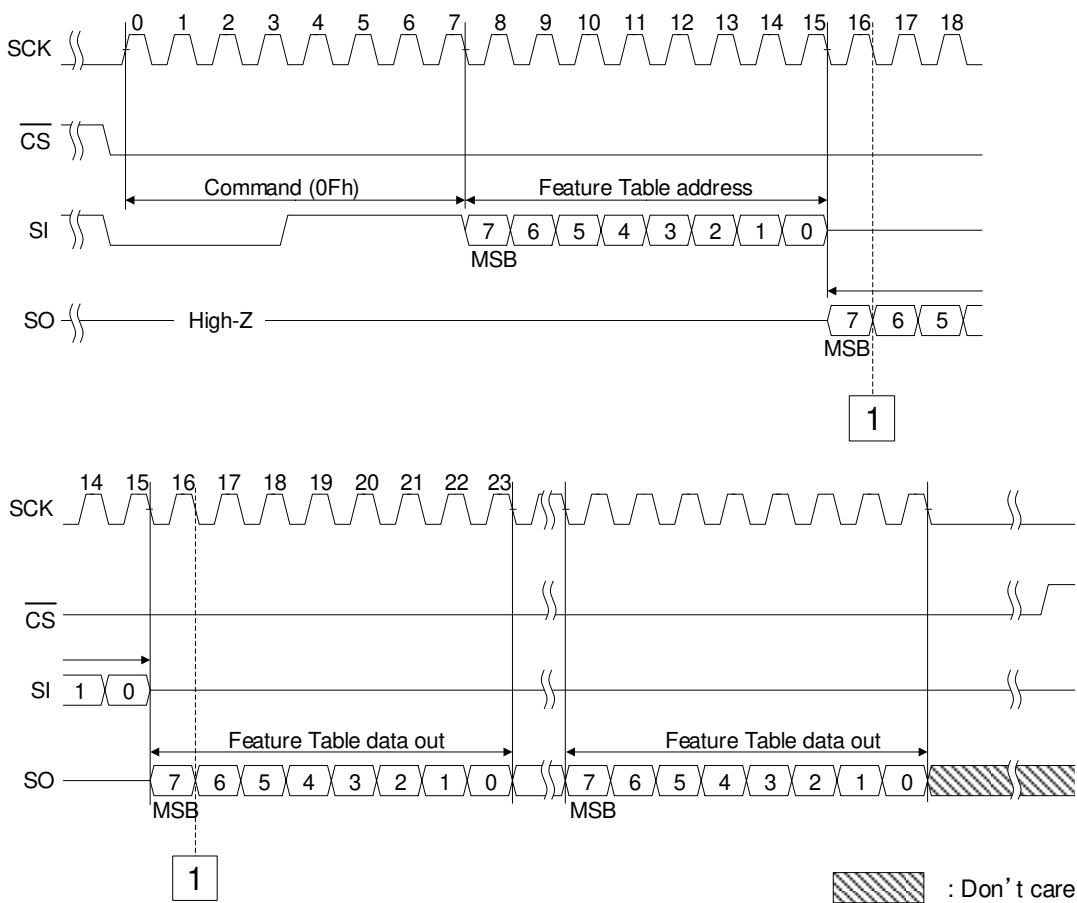 0 1 2 3 4 5 6 7 8 9 10 11 12 13 14 15 16 17 18
SCK
CS
Command (0Fh) Feature Table address
SI 7 6 5 4 3 2 1 0
MSB
SO High-Z 7 6 5
MSB
1
14 15 16 17 18 19 20 21 22 23
SCK
CS
SI 1 0
Feature Table data out Feature Table data out
SO 7 6 5 4 3 2 1 0 7 6 5 4 3 2 1 0
MSB MSB
1
: Don't care